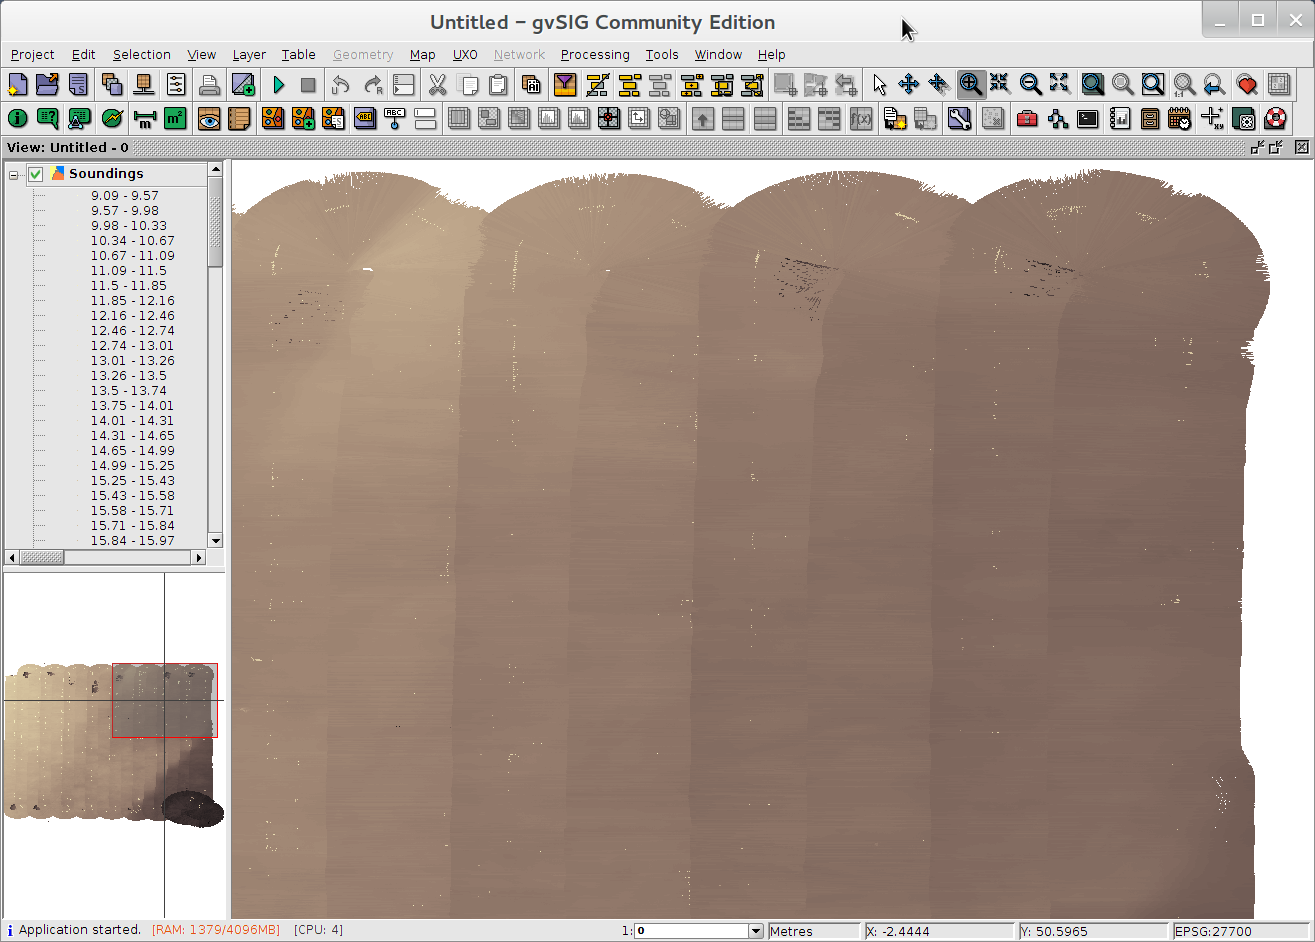 Untitled – gvSIG Community Edition
Project Edit Selection View Layer Table Geometry Map UXO Network Processing Tools Window Help
View: Untitled - 0
Soundings
9.09 - 9.57
9.57 - 9.98
9.98 - 10.33
10.34 - 10.67
10.67 - 11.09
11.09 - 11.5
11.5 - 11.85
11.85 - 12.16
12.16 - 12.46
12.46 - 12.74
12.74 - 13.01
13.01 - 13.26
13.26 - 13.5
13.5 - 13.74
13.75 - 14.01
14.01 - 14.31
14.31 - 14.65
14.65 - 14.99
14.99 - 15.25
15.25 - 15.43
15.43 - 15.58
15.58 - 15.71
15.71 - 15.84
15.84 - 15.97
Application started. [RAM: 1379/4096MB] [CPU: 4] 1: 0 Metres X: -2.4444 Y: 50.5965 EPSG:27700